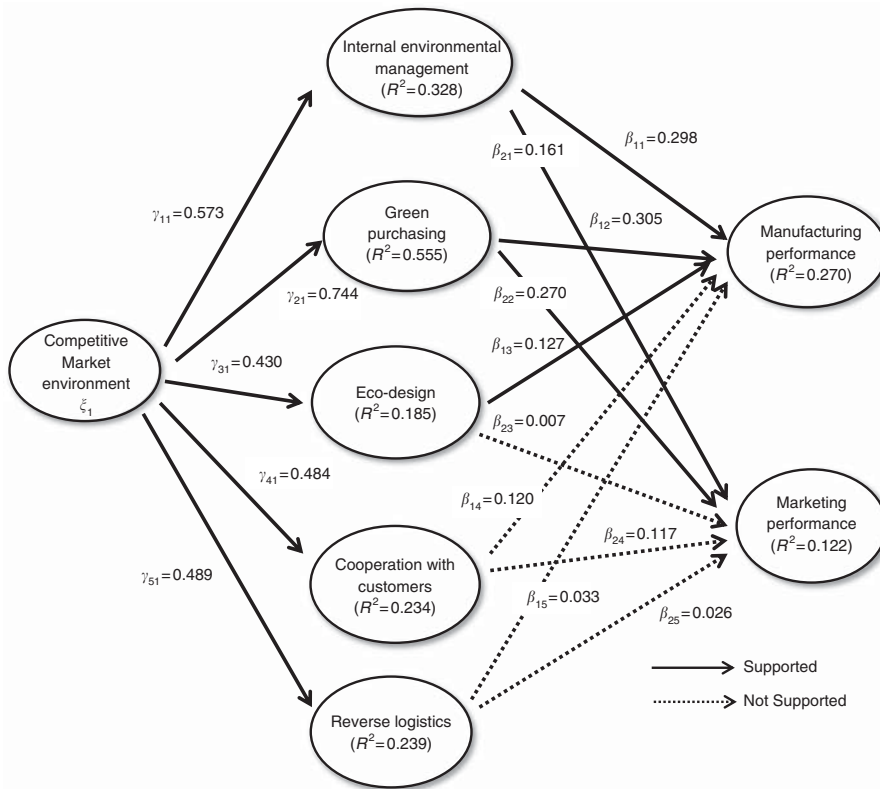 Internal environmental
management
(R²=0.328)
β₁₁=0.298
β₂₁=0.161
γ₁₁=0.573
Green
purchasing
(R²=0.555)
β₁₂=0.305
Manufacturing
performance
(R²=0.270)
γ₂₁=0.744
β₂₂=0.270
Competitive
Market
environment
ξ₁
β₁₃=0.127
γ₃₁=0.430
Eco-design
(R²=0.185)
β₂₃=0.007
γ₄₁=0.484
β₁₄=0.120
Marketing
performance
(R²=0.122)
β₂₄=0.117
Cooperation with
customers
(R²=0.234)
γ₅₁=0.489
β₁₅=0.033
β₂₅=0.026
Supported
Not Supported
Reverse logistics
(R²=0.239)